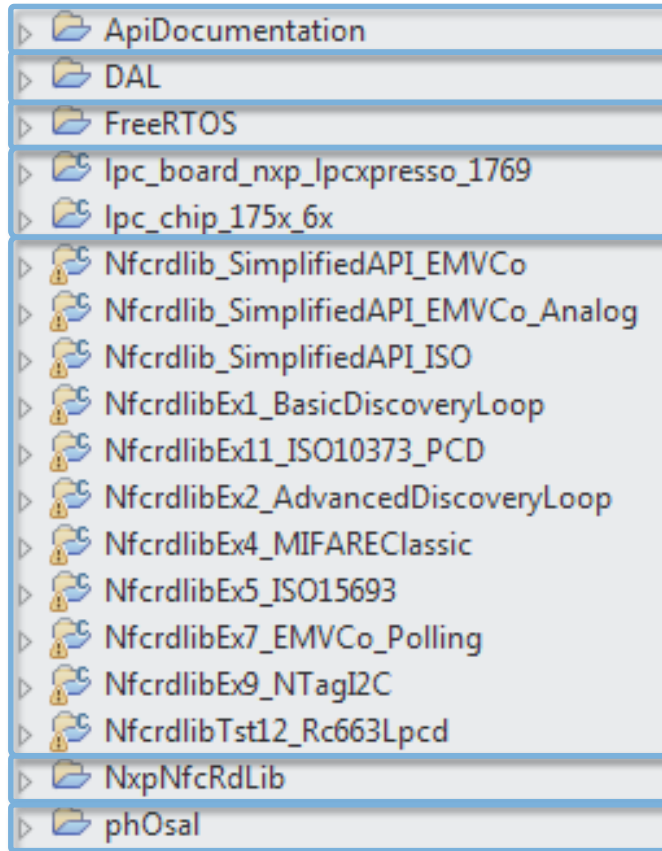 ApiDocumentation
DAL
FreeRTOS
lpc_board_nxp_lpcxpresso_1769
lpc_chip_175x_6x
Nfcrdlib_SimplifiedAPI_EMVCo
Nfcrdlib_SimplifiedAPI_EMVCo_Analog
Nfcrdlib_SimplifiedAPI_ISO
NfcrdlibEx1_BasicDiscoveryLoop
NfcrdlibEx11_ISO10373_PCD
NfcrdlibEx2_AdvancedDiscoveryLoop
NfcrdlibEx4_MIFAREClassic
NfcrdlibEx5_ISO15693
NfcrdlibEx7_EMVCo_Polling
NfcrdlibEx9_NTagI2C
NfcrdlibTst12_Rc663Lpcd
NxpNfcRdLib
phOsal